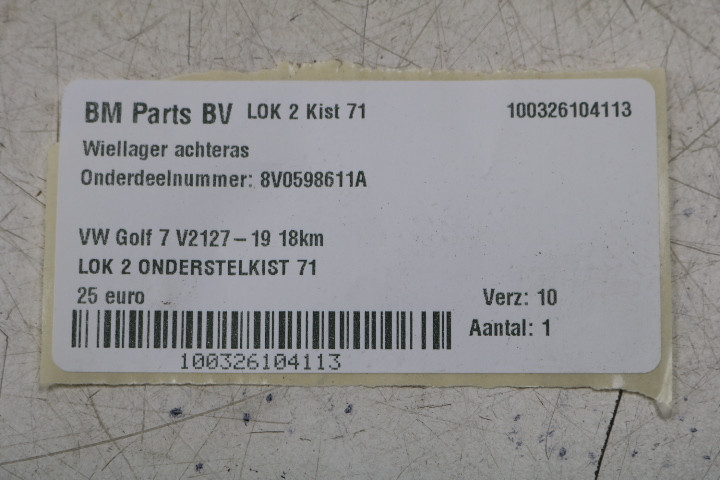 BM Parts BV LOK 2 Kist 71 100326104113
Wiellager achteras
Onderdeelnummer: 8V0598611A
VW Golf 7 V2127 – 19 18km
LOK 2 ONDERSTELKIST 71
25 euro Verz: 10
Aantal: 1
100326104113